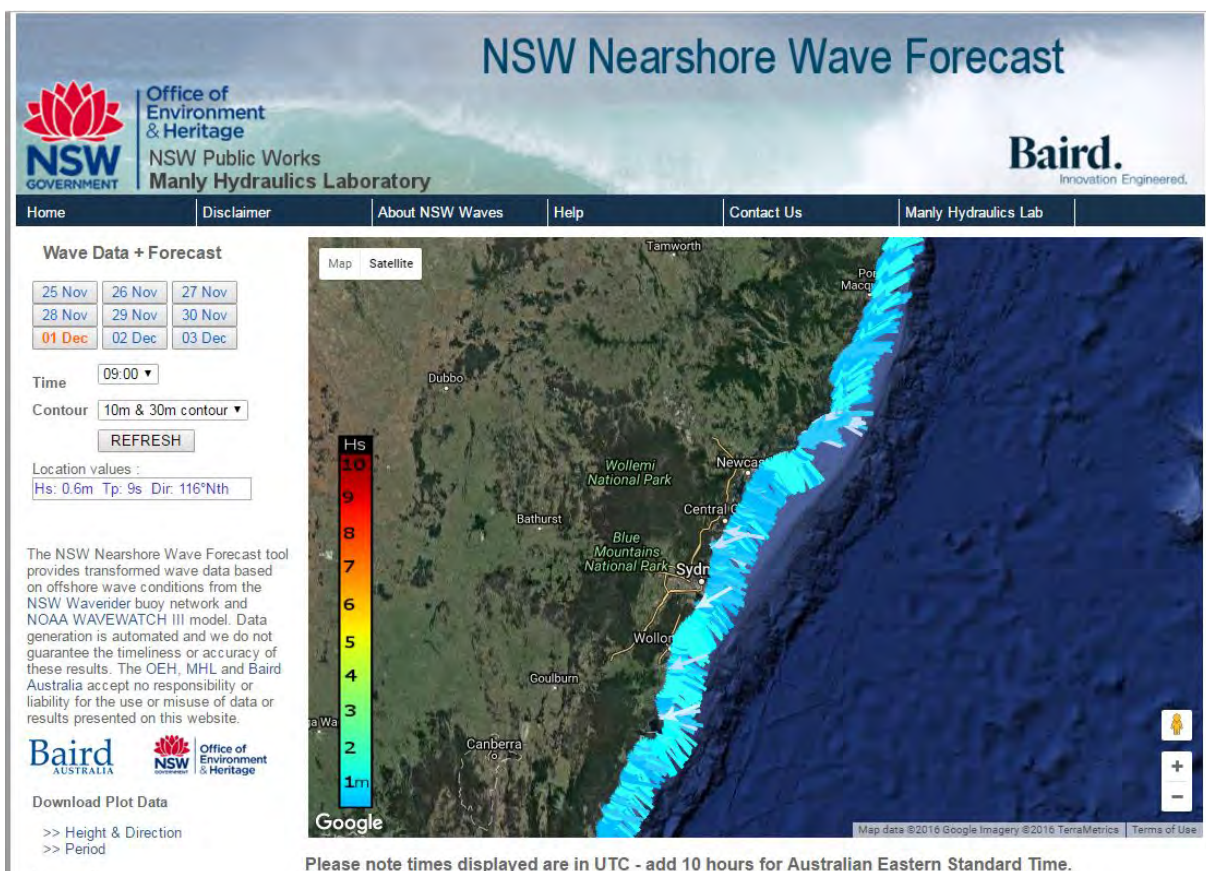 NSW Nearshore Wave Forecast
Office of
Environment
& Heritage
NSW
GOVERNMENT
NSW Public Works
Manly Hydraulics Laboratory
Baird.
Innovation Engineered.
Home
Disclaimer
About NSW Waves
Help
Contact Us
Manly Hydraulics Lab
Wave Data + Forecast
25 Nov
26 Nov
27 Nov
28 Nov
29 Nov
30 Nov
01 Dec
02 Dec
03 Dec
Time 09:00
Contour 10m & 30m contour
REFRESH
Location values :
Hs: 0.6m Tp: 9s Dir: 116°Nth
The NSW Nearshore Wave Forecast tool
provides transformed wave data based
on offshore wave conditions from the
NSW Waverider buoy network and
NOAA WAVEWATCH III model. Data
generation is automated and we do not
guarantee the timeliness or accuracy of
these results. The OEH, MHL and Baird
Australia accept no responsibility or
liability for the use or misuse of data or
results presented on this website.
Baird
AUSTRALIA
NSW
GOVERNMENT
Office of
Environment
& Heritage
Download Plot Data
>> Height & Direction
>> Period
Map
Satellite
Tamworth
Por
Macq
Dubbo
Wollemi
National Park
Newcas
Bathurst
Central
Blue
Mountains
National Park
Sydn
Wollon
Goulburn
ga Wa
Canberra
Hs
10
9
8
7
6
5
4
3
2
1m
Google
Map data ©2016 Google Imagery ©2016 TerraMetrics
Terms of Use
Please note times displayed are in UTC - add 10 hours for Australian Eastern Standard Time.